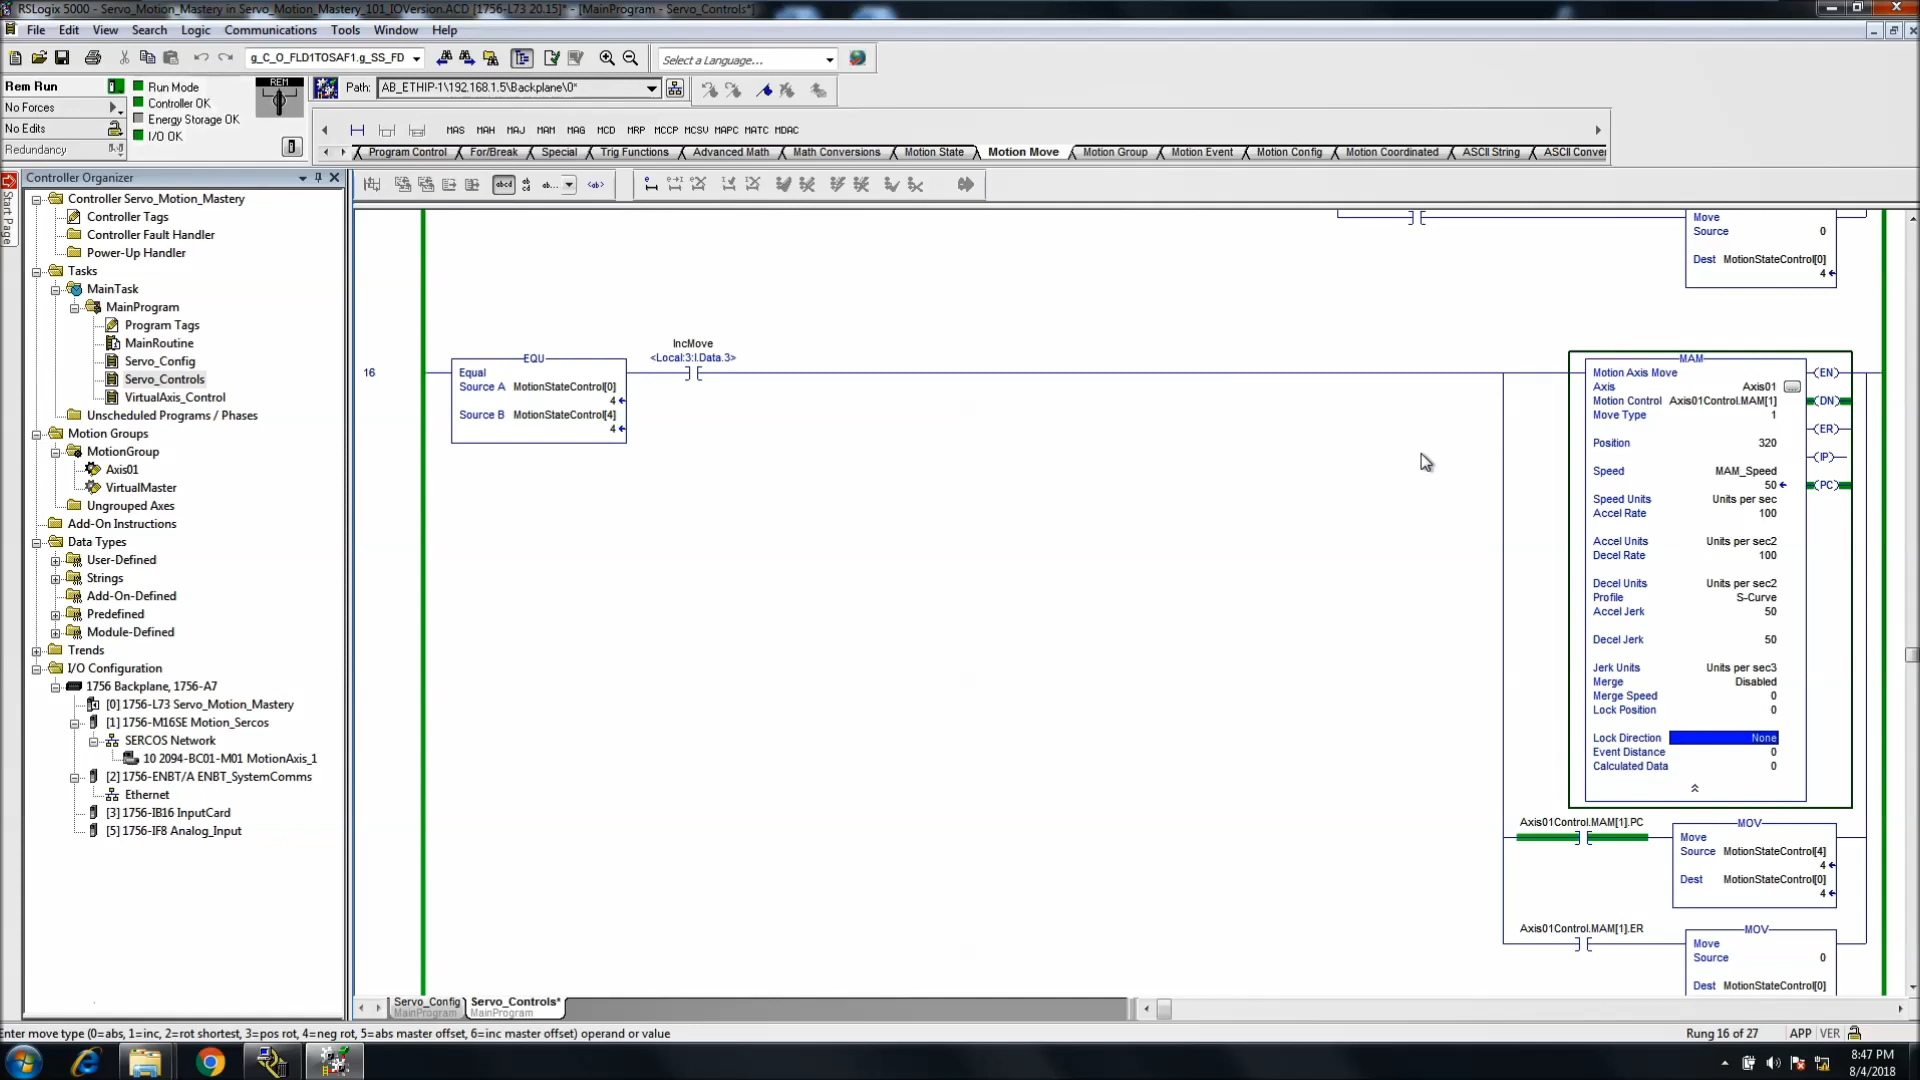 RSLogix 5000 - Servo_Motion_Mastery in Servo_Motion_Mastery_101_IOVersion.ACD [1756-L73 20.15]* - [MainProgram - Servo_Controls*]
File Edit View Search Logic Communications Tools Window Help
g_C_O_FLD1TOSAF1.g_SS_FD
Select a Language...
Rem Run
No Forces
No Edits
Redundancy
Run Mode
Controller OK
Energy Storage OK
I/O OK
REM
Path: AB_ETHIP-1\192.168.1.5\Backplane\0*
MAS MAH MAJ MAM MAG MCD MRP MCCP MCSV MAPC MATC MDAC
Program Control For/Break Special Trig Functions Advanced Math Math Conversions Motion State Motion Move Motion Group Motion Event Motion Config Motion Coordinated ASCII String ASCII Conver
Start Page
Controller Organizer
Controller Servo_Motion_Mastery
Controller Tags
Controller Fault Handler
Power-Up Handler
Tasks
MainTask
MainProgram
Program Tags
MainRoutine
Servo_Config
Servo_Controls
VirtualAxis_Control
Unscheduled Programs / Phases
Motion Groups
MotionGroup
Axis01
VirtualMaster
Ungrouped Axes
Add-On Instructions
Data Types
User-Defined
Strings
Add-On-Defined
Predefined
Module-Defined
Trends
I/O Configuration
1756 Backplane, 1756-A7
[0] 1756-L73 Servo_Motion_Mastery
[1] 1756-M16SE Motion_Sercos
SERCOS Network
10 2094-BC01-M01 MotionAxis_1
[2] 1756-ENBT/A ENBT_SystemComms
Ethernet
[3] 1756-IB16 InputCard
[5] 1756-IF8 Analog_Input
abcd
ab cd
ab...
<ab>
Move
Source 0
Dest MotionStateControl[0]
4
16
EQU
Equal
Source A MotionStateControl[0]
4
Source B MotionStateControl[4]
4
IncMove
<Local:3:I.Data.3>
MAM
Motion Axis Move
Axis Axis01 ...
Motion Control Axis01Control.MAM[1]
Move Type 1
Position 320
Speed MAM_Speed
50
Speed Units Units per sec
Accel Rate 100
Accel Units Units per sec2
Decel Rate 100
Decel Units Units per sec2
Profile S-Curve
Accel Jerk 50
Decel Jerk 50
Jerk Units Units per sec3
Merge Disabled
Merge Speed 0
Lock Position 0
Lock Direction None
Event Distance 0
Calculated Data 0
(EN)
(DN)
(ER)
(IP)
(PC)
Axis01Control.MAM[1].PC
MOV
Move
Source MotionStateControl[4]
4
Dest MotionStateControl[0]
4
Axis01Control.MAM[1].ER
MOV
Move
Source 0
Dest MotionStateControl[0]
Servo_Config
MainProgram
Servo_Controls*
MainProgram
Enter move type (0=abs, 1=inc, 2=rot shortest, 3=pos rot, 4=neg rot, 5=abs master offset, 6=inc master offset) operand or value
Rung 16 of 27 APP VER
8:47 PM
8/4/2018